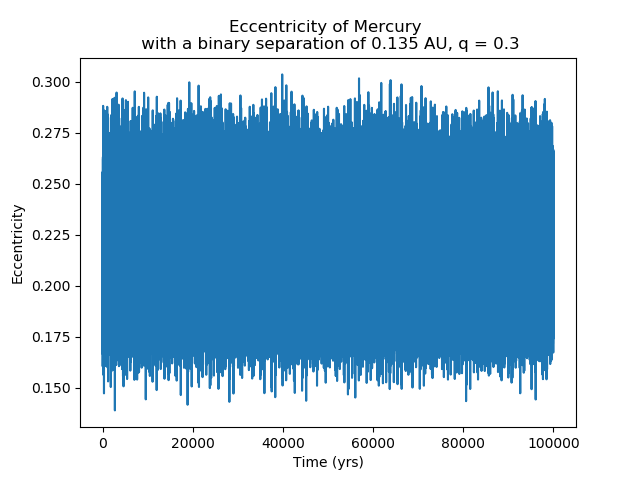 Eccentricity of Mercury
with a binary separation of 0.135 AU, q = 0.3
0.300
0.275
0.250
0.225
0.200
0.175
0.150
Eccentricity
0 20000 40000 60000 80000 100000
Time (yrs)